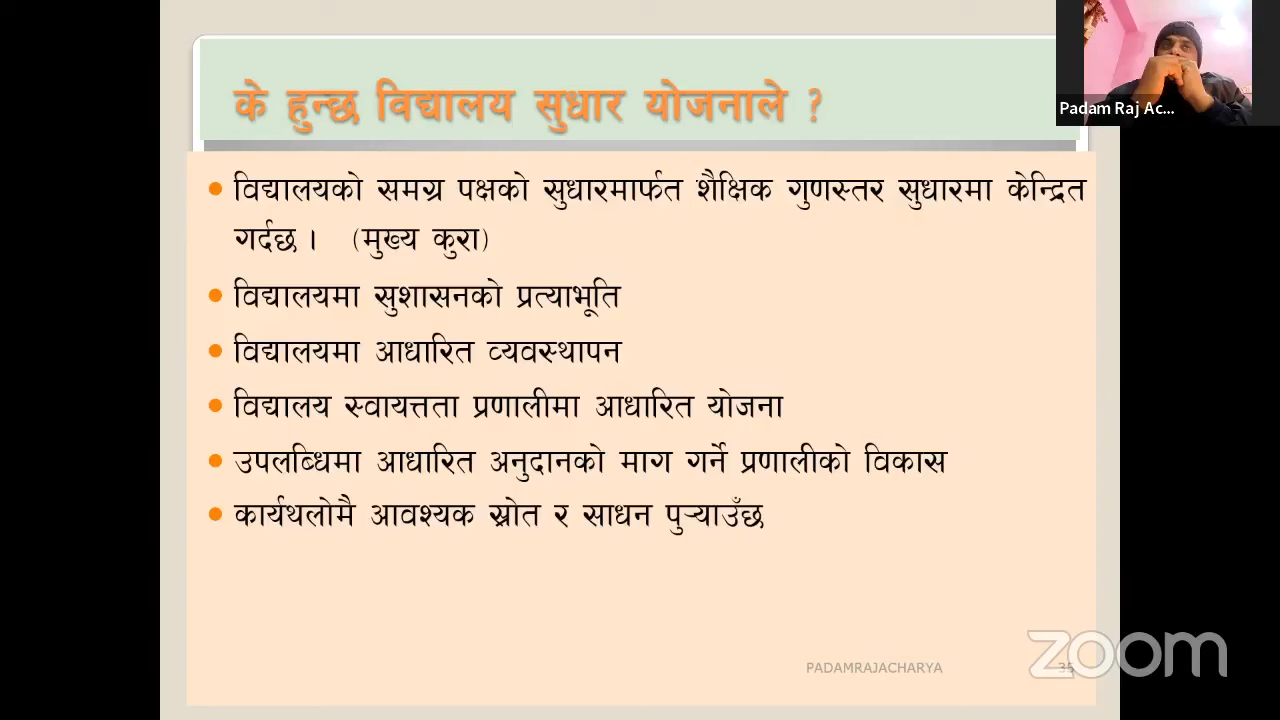 के हुन्छ विद्यालय सुधार योजनाले ?
Padam Raj Ac...
• विद्यालयको समग्र पक्षको सुधारमार्फत शैक्षिक गुणस्तर सुधारमा केन्द्रित
गर्दछ । (मुख्य कुरा)
• विद्यालयमा सुशासनको प्रत्याभूति
• विद्यालयमा आधारित व्यवस्थापन
• विद्यालय स्वायत्तता प्रणालीमा आधारित योजना
• उपलब्धिमा आधारित अनुदानको माग गर्ने प्रणालीको विकास
• कार्यथलोमै आवश्यक स्रोत र साधन पुऱ्याउँछ
PADAMRAJACHARYA 35
zoom